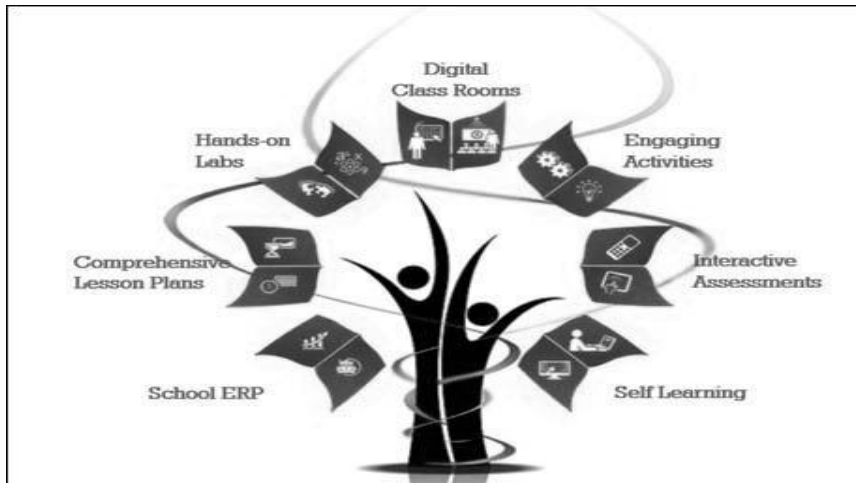 Digital
Class Rooms
Hands-on
Labs
Engaging
Activities
Comprehensive
Lesson Plans
Interactive
Assessments
School ERP
Self Learning